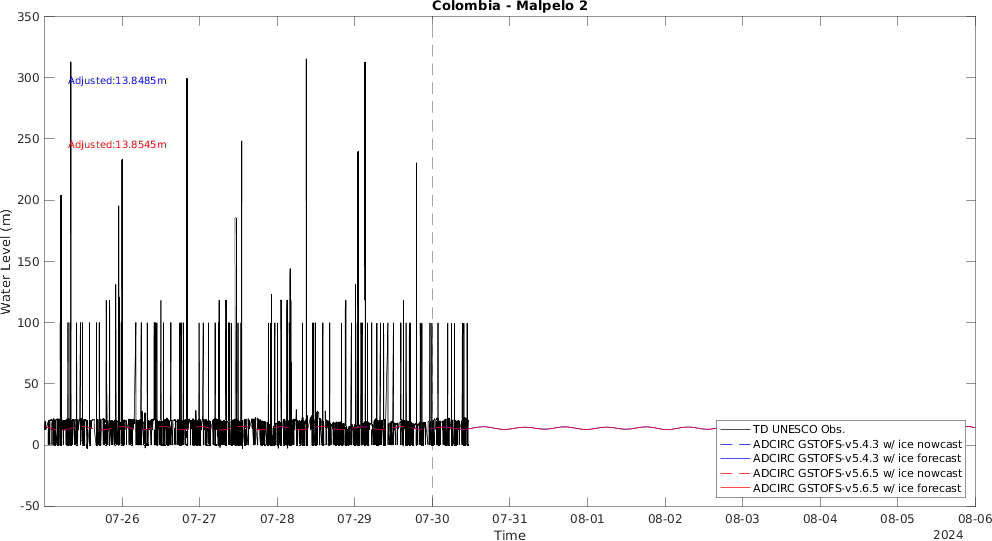 Colombia - Malpelo 2
350
300
250
200
150
100
50
0
-50
Water Level (m)
Adjusted:13.8485m
Adjusted:13.8545m
TD UNESCO Obs.
ADCIRC GSTOFS-v5.4.3 w/ ice nowcast
ADCIRC GSTOFS-v5.4.3 w/ ice forecast
ADCIRC GSTOFS-v5.6.5 w/ ice nowcast
ADCIRC GSTOFS-v5.6.5 w/ ice forecast
07-26 07-27 07-28 07-29 07-30 07-31 08-01 08-02 08-03 08-04 08-05 08-06
Time
2024